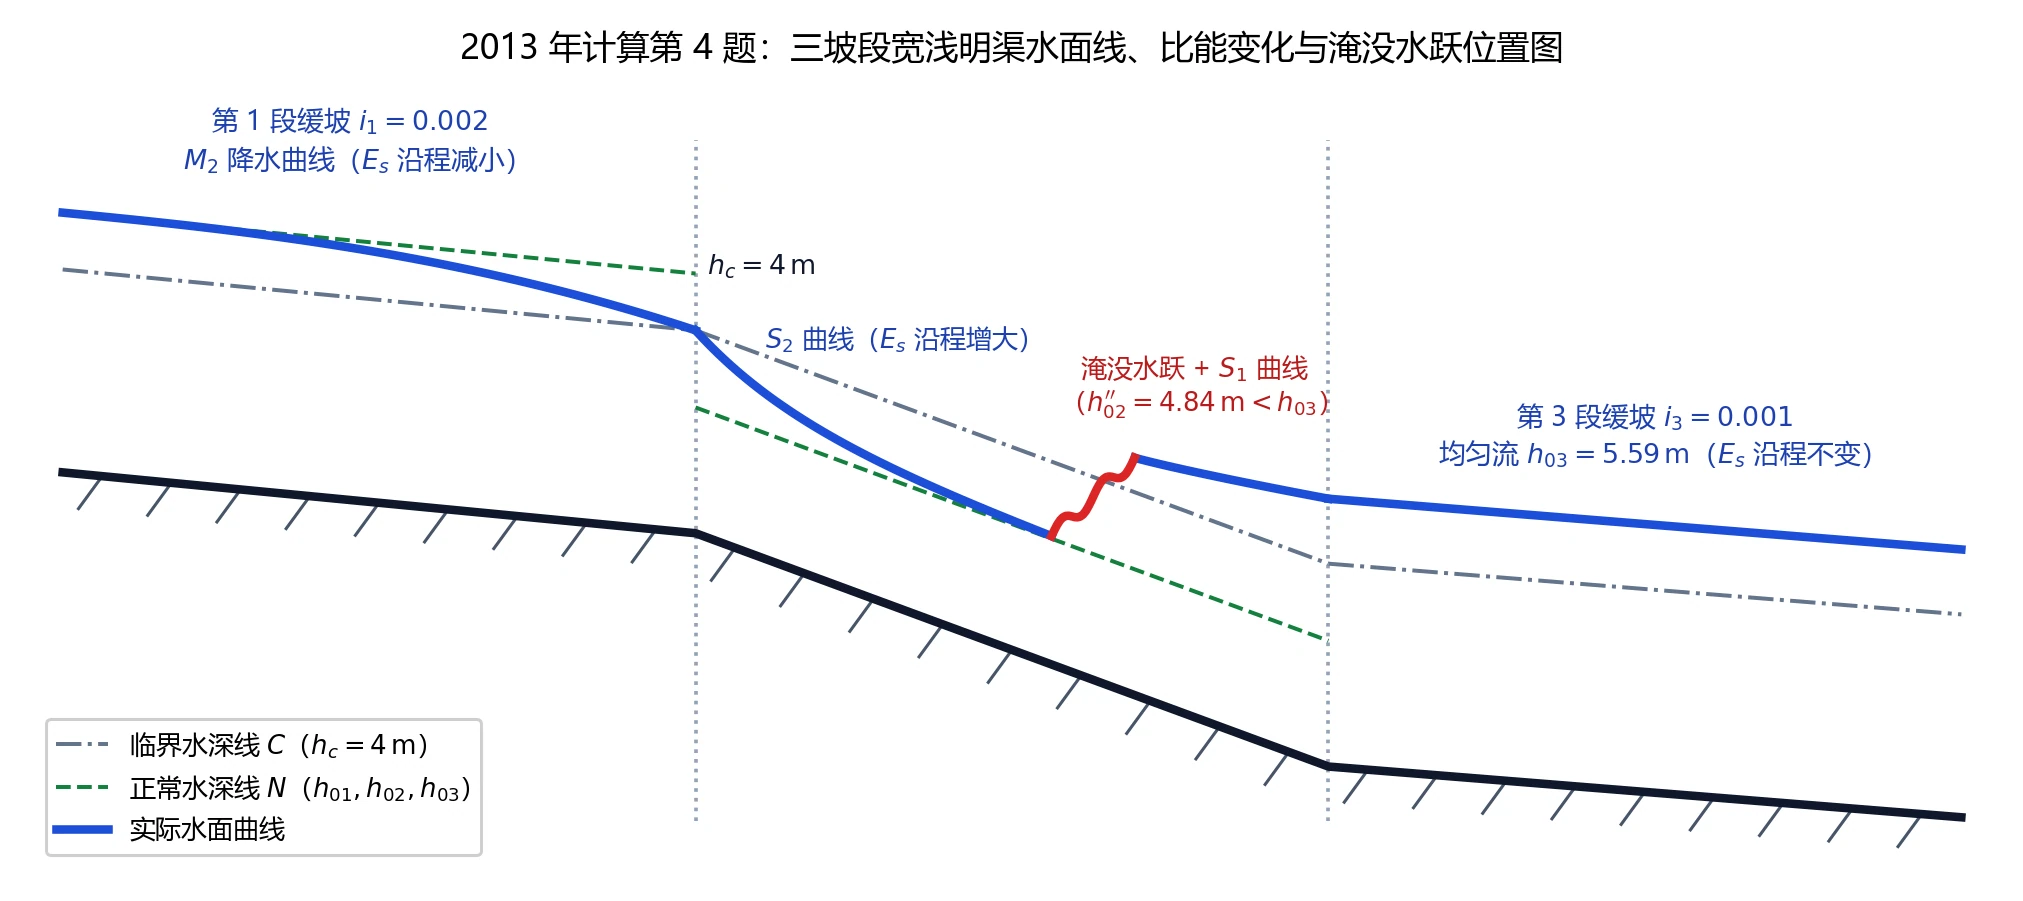 2013 年计算第 4 题：三坡段宽浅明渠水面线、比能变化与淹没水跃位置图
第 1 段缓坡 i₁ = 0.002
M₂ 降水曲线（Eₛ 沿程减小）
h_c = 4 m
S₂ 曲线（Eₛ 沿程增大）
淹没水跃 + S₁ 曲线
（h″₀₂ = 4.84 m < h₀₃）
第 3 段缓坡 i₃ = 0.001
均匀流 h₀₃ = 5.59 m（Eₛ 沿程不变）
临界水深线 C（h_c = 4 m）
正常水深线 N（h₀₁, h₀₂, h₀₃）
实际水面曲线